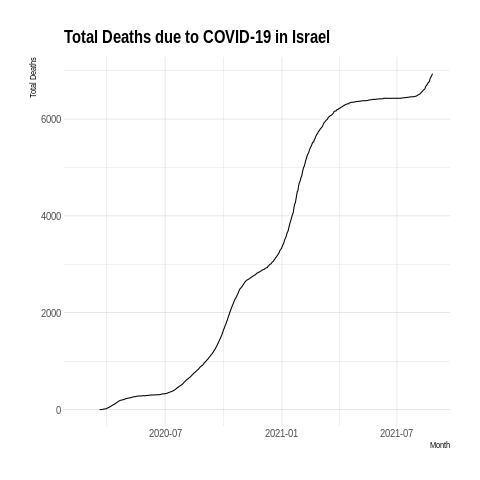 Total Deaths due to COVID-19 in Israel
Total Deaths
6000
4000
2000
0
2020-07 2021-01 2021-07
Month